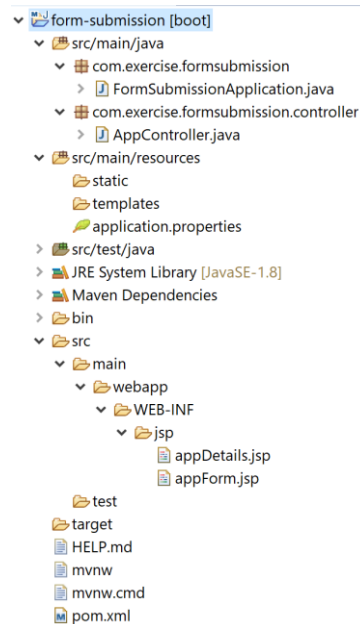 form-submission [boot]
src/main/java
com.exercise.formsubmission
FormSubmissionApplication.java
com.exercise.formsubmission.controller
AppController.java
src/main/resources
static
templates
application.properties
src/test/java
JRE System Library [JavaSE-1.8]
Maven Dependencies
bin
src
main
webapp
WEB-INF
jsp
appDetails.jsp
appForm.jsp
test
target
HELP.md
mvnw
mvnw.cmd
pom.xml